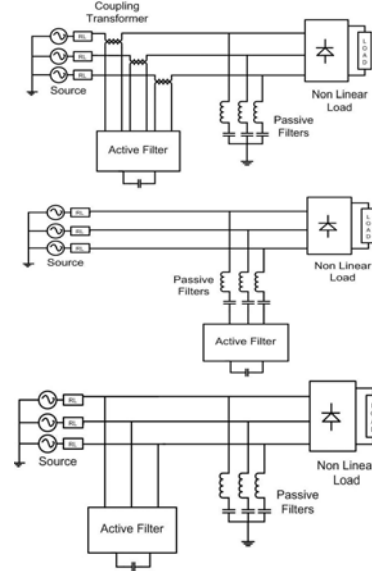 Coupling
Transformer
RL
RL
RL
Source
Active Filter
Passive
Filters
Non Linear
Load
LOAD
RL
RL
RL
Source
Passive
Filters
Active Filter
Non Linear
Load
LOAD
RL
RL
RL
Source
Active Filter
Passive
Filters
Non Linea
Load